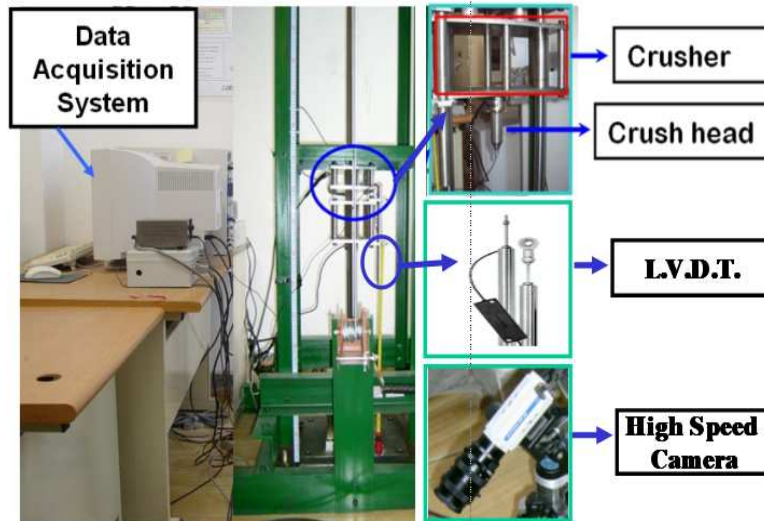 Data
Acquisition
System
Crusher
Crush head
L.V.D.T.
High Speed
Camera